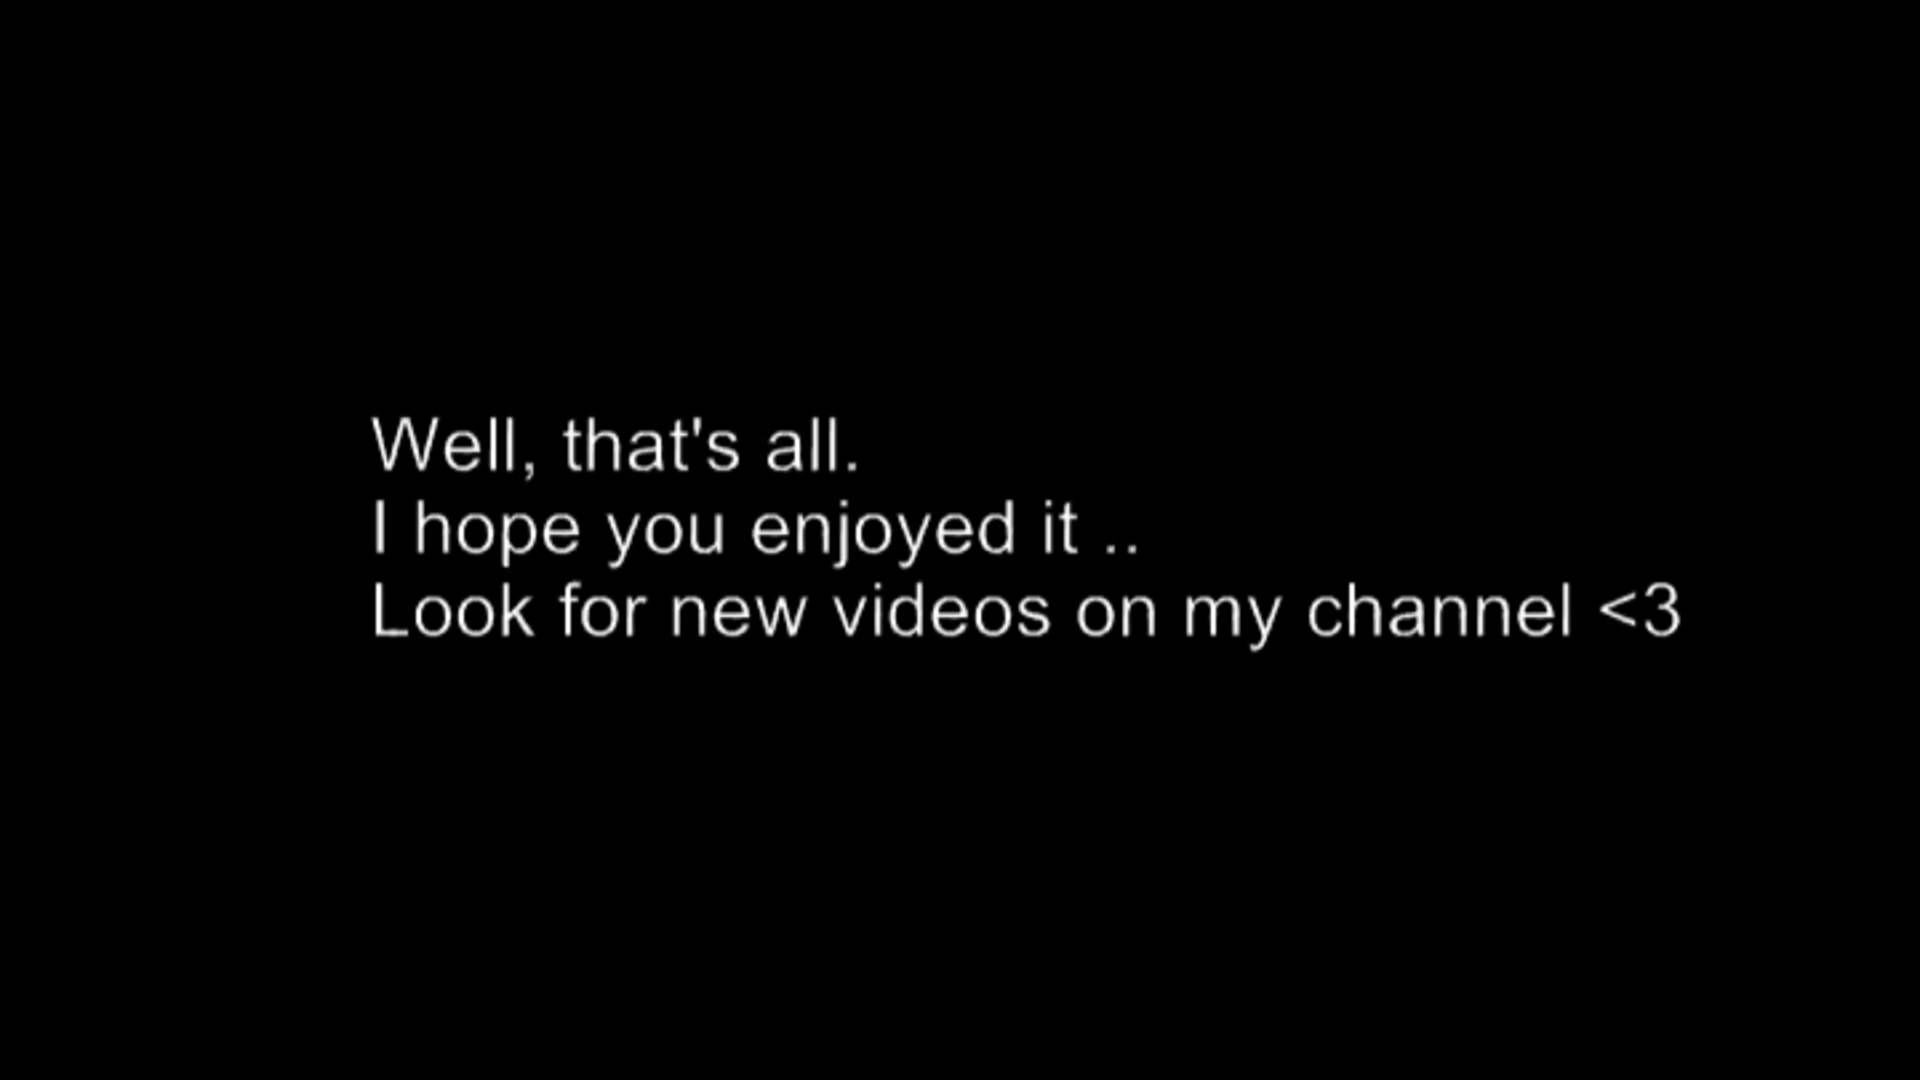 Well, that's all.
I hope you enjoyed it ..
Look for new videos on my channel <3